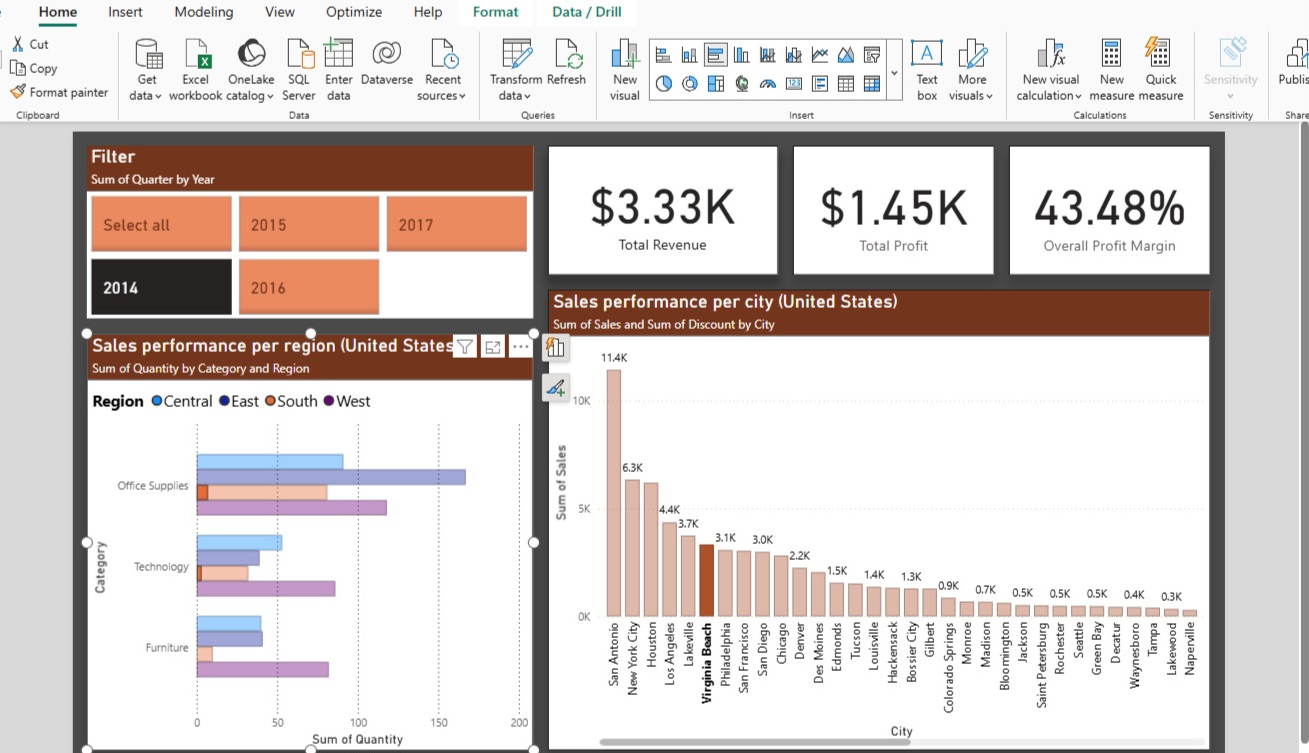 Home Insert Modeling View Optimize Help Format Data / Drill
Cut
Copy
Format painter
Clipboard
Get data
Excel workbook
OneLake catalog
SQL Server
Enter data
Dataverse
Recent sources
Data
Transform data
Refresh
Queries
New visual
Text box
More visuals
Insert
New visual calculation
New measure
Quick measure
Calculations
Sensitivity
Sensitivity
Publis
Share
Filter
Sum of Quarter by Year
Select all 2015 2017
2014 2016
$3.33K
Total Revenue
$1.45K
Total Profit
43.48%
Overall Profit Margin
Sales performance per region (United States
Sum of Quantity by Category and Region
Region Central East South West
Category
Office Supplies
Technology
Furniture
0 50 100 150 200
Sum of Quantity
Sales performance per city (United States)
Sum of Sales and Sum of Discount by City
Sum of Sales
10K
5K
0K
11.4K
6.3K
4.4K
3.7K
3.1K
3.0K
2.2K
1.5K
1.4K
1.3K
0.9K
0.7K
0.5K
0.5K
0.5K
0.4K
0.3K
San Antonio
New York City
Houston
Los Angeles
Lakeville
Virginia Beach
Philadelphia
San Francisco
San Diego
Chicago
Denver
Des Moines
Edmonds
Tucson
Louisville
Hackensack
Bossier City
Gilbert
Colorado Springs
Monroe
Madison
Bloomington
Jackson
Saint Petersburg
Rochester
Seattle
Green Bay
Decatur
Waynesboro
Tampa
Lakewood
Naperville
City